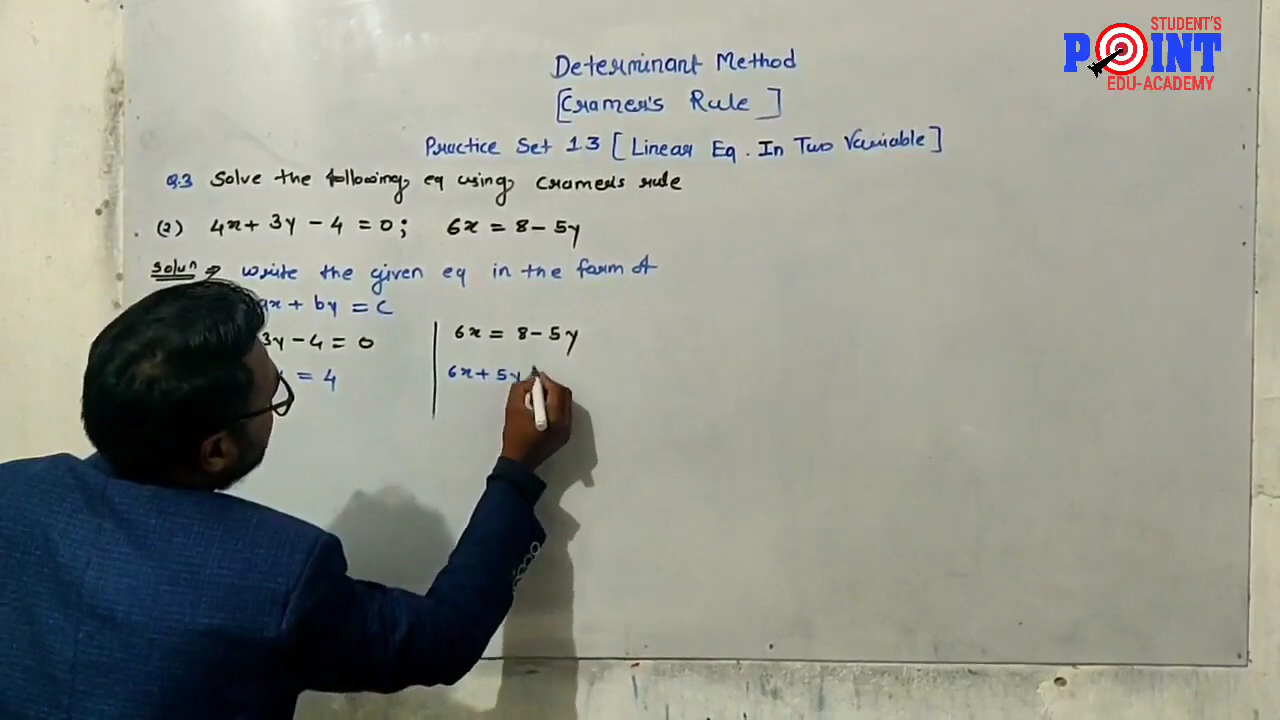 STUDENT'S
POINT
EDU-ACADEMY
Determinant Method
[Cramer's Rule]
Practice Set 1.3 [Linear Eq. In Two Variable]
Q.3 Solve the following eq using cramer's rule
(2) 4x + 3y - 4 = 0; 6x = 8 - 5y
Solun ⇒ write the given eq in the form of
ax + by = c
3y - 4 = 0
6x = 8 - 5y
= 4
6x + 5y